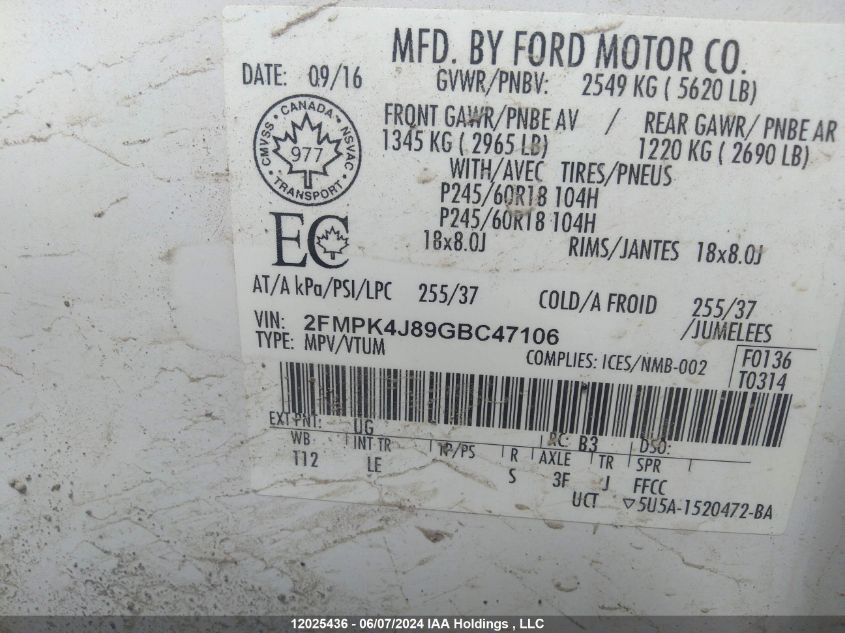 MFD. BY FORD MOTOR CO.
DATE: 09/16
GVWR/PNBV: 2549 KG ( 5620 LB)
FRONT GAWR/PNBE AV / REAR GAWR/ PNBE AR
1345 KG ( 2965 LB) 1220 KG ( 2690 LB)
WITH/AVEC TIRES/PNEUS
P245/60R18 104H
P245/60R18 104H
18x8.0J RIMS/JANTES 18x8.0J
CANADA
CMVSS NSVAC
977
TRANSPORT
EC
AT/A kPa/PSI/LPC 255/37 COLD/A FROID 255/37
VIN: 2FMPK4J89GBC47106 /JUMELEES
TYPE: MPV/VTUM COMPLIES: ICES/NMB-002 F0136
T0314
EXT PNT: UG RC: B3 DSO:
WB INT TR TP/PS R AXLE TR SPR
T12 LE S 3F J FFCC
UCT 5U5A-1520472-BA
12025436 - 06/07/2024 IAA Holdings , LLC